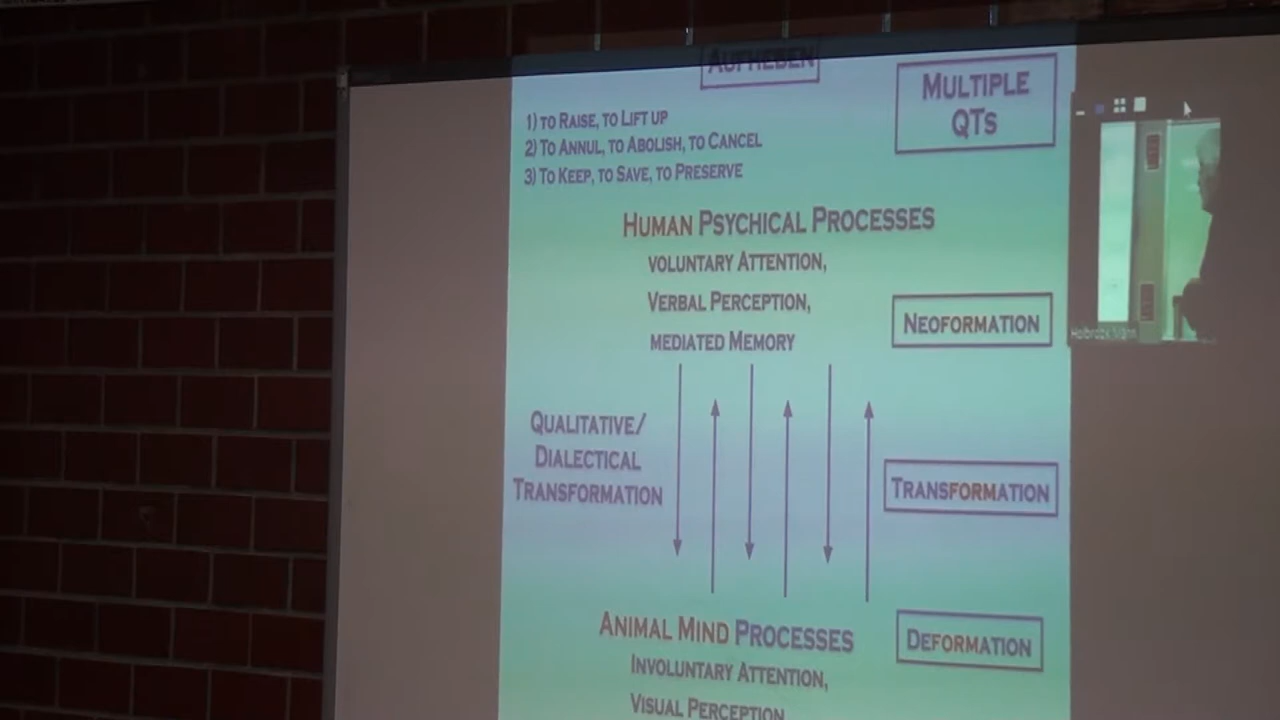 AUFHEBEN
MULTIPLE
QTS
1) TO RAISE, TO LIFT UP
2) TO ANNUL, TO ABOLISH, TO CANCEL
3) TO KEEP, TO SAVE, TO PRESERVE
HUMAN PSYCHICAL PROCESSES
VOLUNTARY ATTENTION,
VERBAL PERCEPTION,
MEDIATED MEMORY
NEOFORMATION
QUALITATIVE/
DIALECTICAL
TRANSFORMATION
TRANSFORMATION
ANIMAL MIND PROCESSES
INVOLUNTARY ATTENTION,
VISUAL PERCEPTION,
DEFORMATION